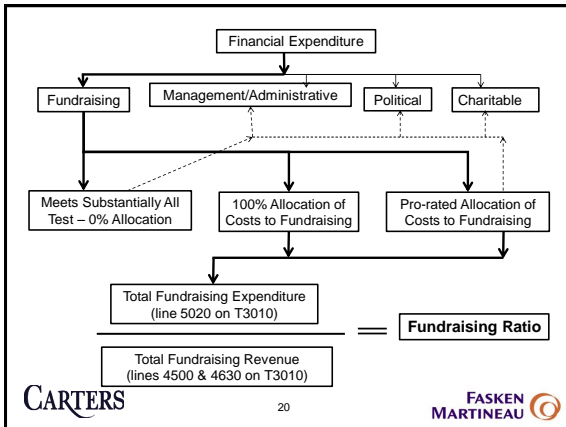 Financial Expenditure
Fundraising
Management/Administrative
Political
Charitable
Meets Substantially All
Test – 0% Allocation
100% Allocation of
Costs to Fundraising
Pro-rated Allocation of
Costs to Fundraising
Total Fundraising Expenditure
(line 5020 on T3010)
=
Fundraising Ratio
Total Fundraising Revenue
(lines 4500 & 4630 on T3010)
CARTERS
20
FASKEN
MARTINEAU